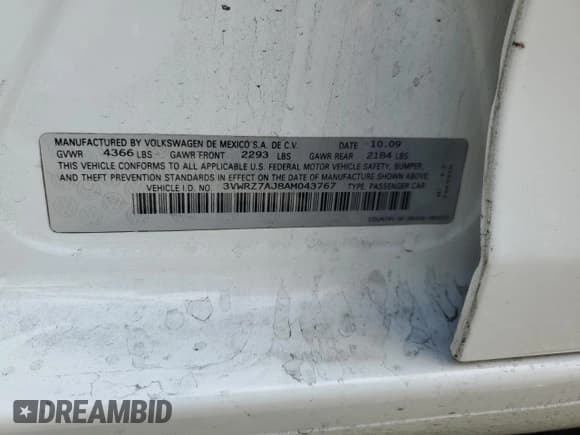 MANUFACTURED BY VOLKSWAGEN DE MEXICO S.A. DE C.V. DATE 10.09
GVWR 4366 LBS GAWR FRONT 2293 LBS GAWR REAR 2184 LBS
THIS VEHICLE CONFORMS TO ALL APPLICABLE U.S. FEDERAL MOTOR VEHICLE SAFETY, BUMPER,
AND THEFT PREVENTION STANDARDS IN EFFECT ON THE DATE OF MANUFACTURE SHOWN ABOVE.
VEHICLE I.D. NO. 3VWRZ7AJ8AM043767 TYPE: PASSENGER CAR
DREAMBID